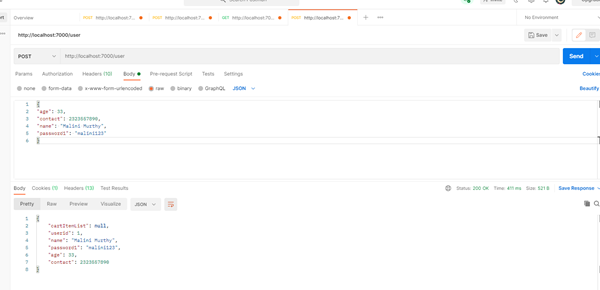 Overview
POST http://localhost:7
POST http://localhost:7
GET http://localhost:70
POST http://localhost:7
No Environment
http://localhost:7000/user
Save
POST http://localhost:7000/user Send
Params Authorization Headers (10) Body Pre-request Script Tests Settings Cookies
none form-data x-www-form-urlencoded raw binary GraphQL JSON Beautify
1 {
2 "age": 33,
3 "contact": 2323567898,
4 "name": "Malini Murthy",
5 "password": "malini123"
6 }
Body Cookies (1) Headers (13) Test Results Status: 200 OK Time: 411 ms Size: 521 B Save Response
Pretty Raw Preview Visualize JSON
1 {
2 "cartItemList": null,
3 "userid": 1,
4 "name": "Malini Murthy",
5 "password": "malini123",
6 "age": 33,
7 "contact": 2323567898
8 }